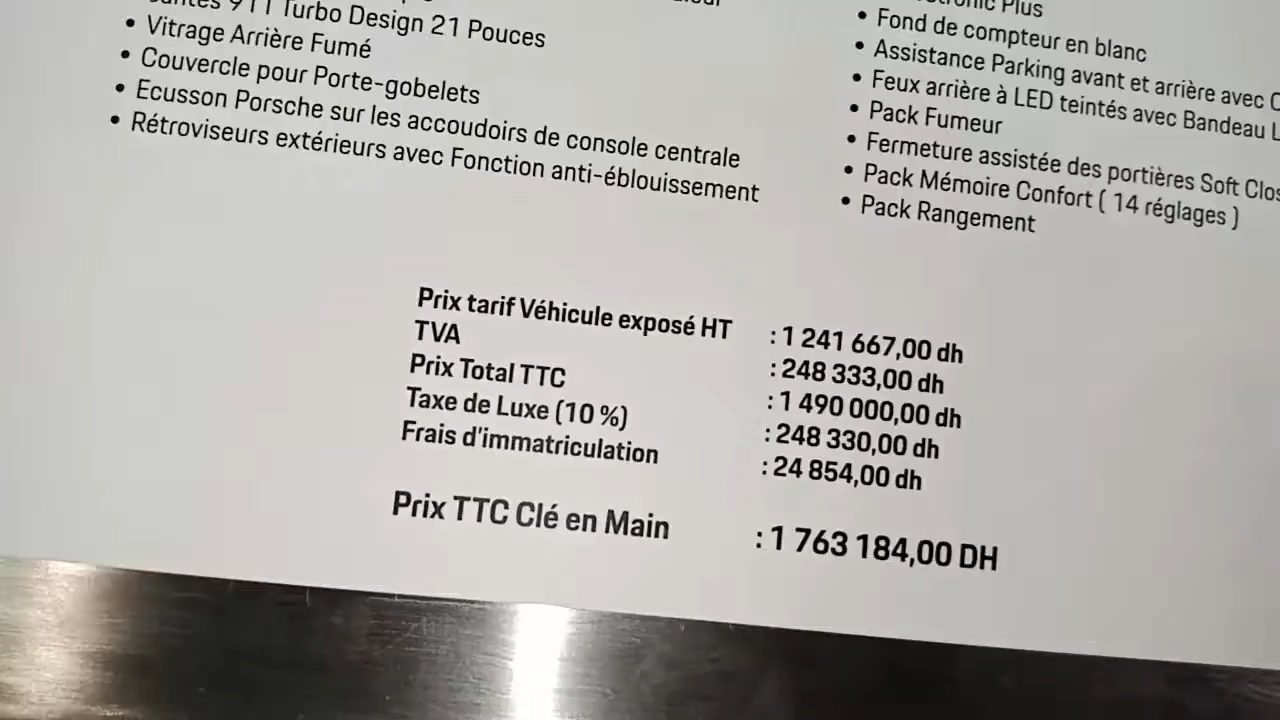 911 Turbo Design 21 Pouces
• Vitrage Arrière Fumé
• Couvercle pour Porte-gobelets
• Ecusson Porsche sur les accoudoirs de console centrale
• Rétroviseurs extérieurs avec Fonction anti-éblouissement
Plus
• Fond de compteur en blanc
• Assistance Parking avant et arrière avec
• Feux arrière à LED teintés avec Bandeau
• Pack Fumeur
• Fermeture assistée des portières Soft
• Pack Mémoire Confort ( 14 réglages )
• Pack Rangement
Prix tarif Véhicule exposé HT : 1 241 667,00 dh
TVA : 248 333,00 dh
Prix Total TTC : 1 490 000,00 dh
Taxe de Luxe (10 %) : 248 330,00 dh
Frais d'immatriculation : 24 854,00 dh
Prix TTC Clé en Main : 1 763 184,00 DH